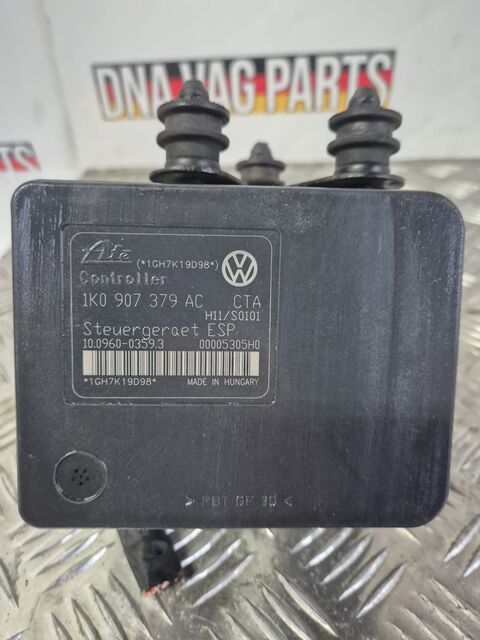 DNA VAG PARTS
PARTS
Ate (*1GH7K19D98*)
Controller
1K0 907 379 AC CTA
H11/S0101
Steuergeraet ESP
10.0960-0359.3 00005305H0
*1GH7K19D98* MADE IN HUNGARY
> PBT GF 30 <